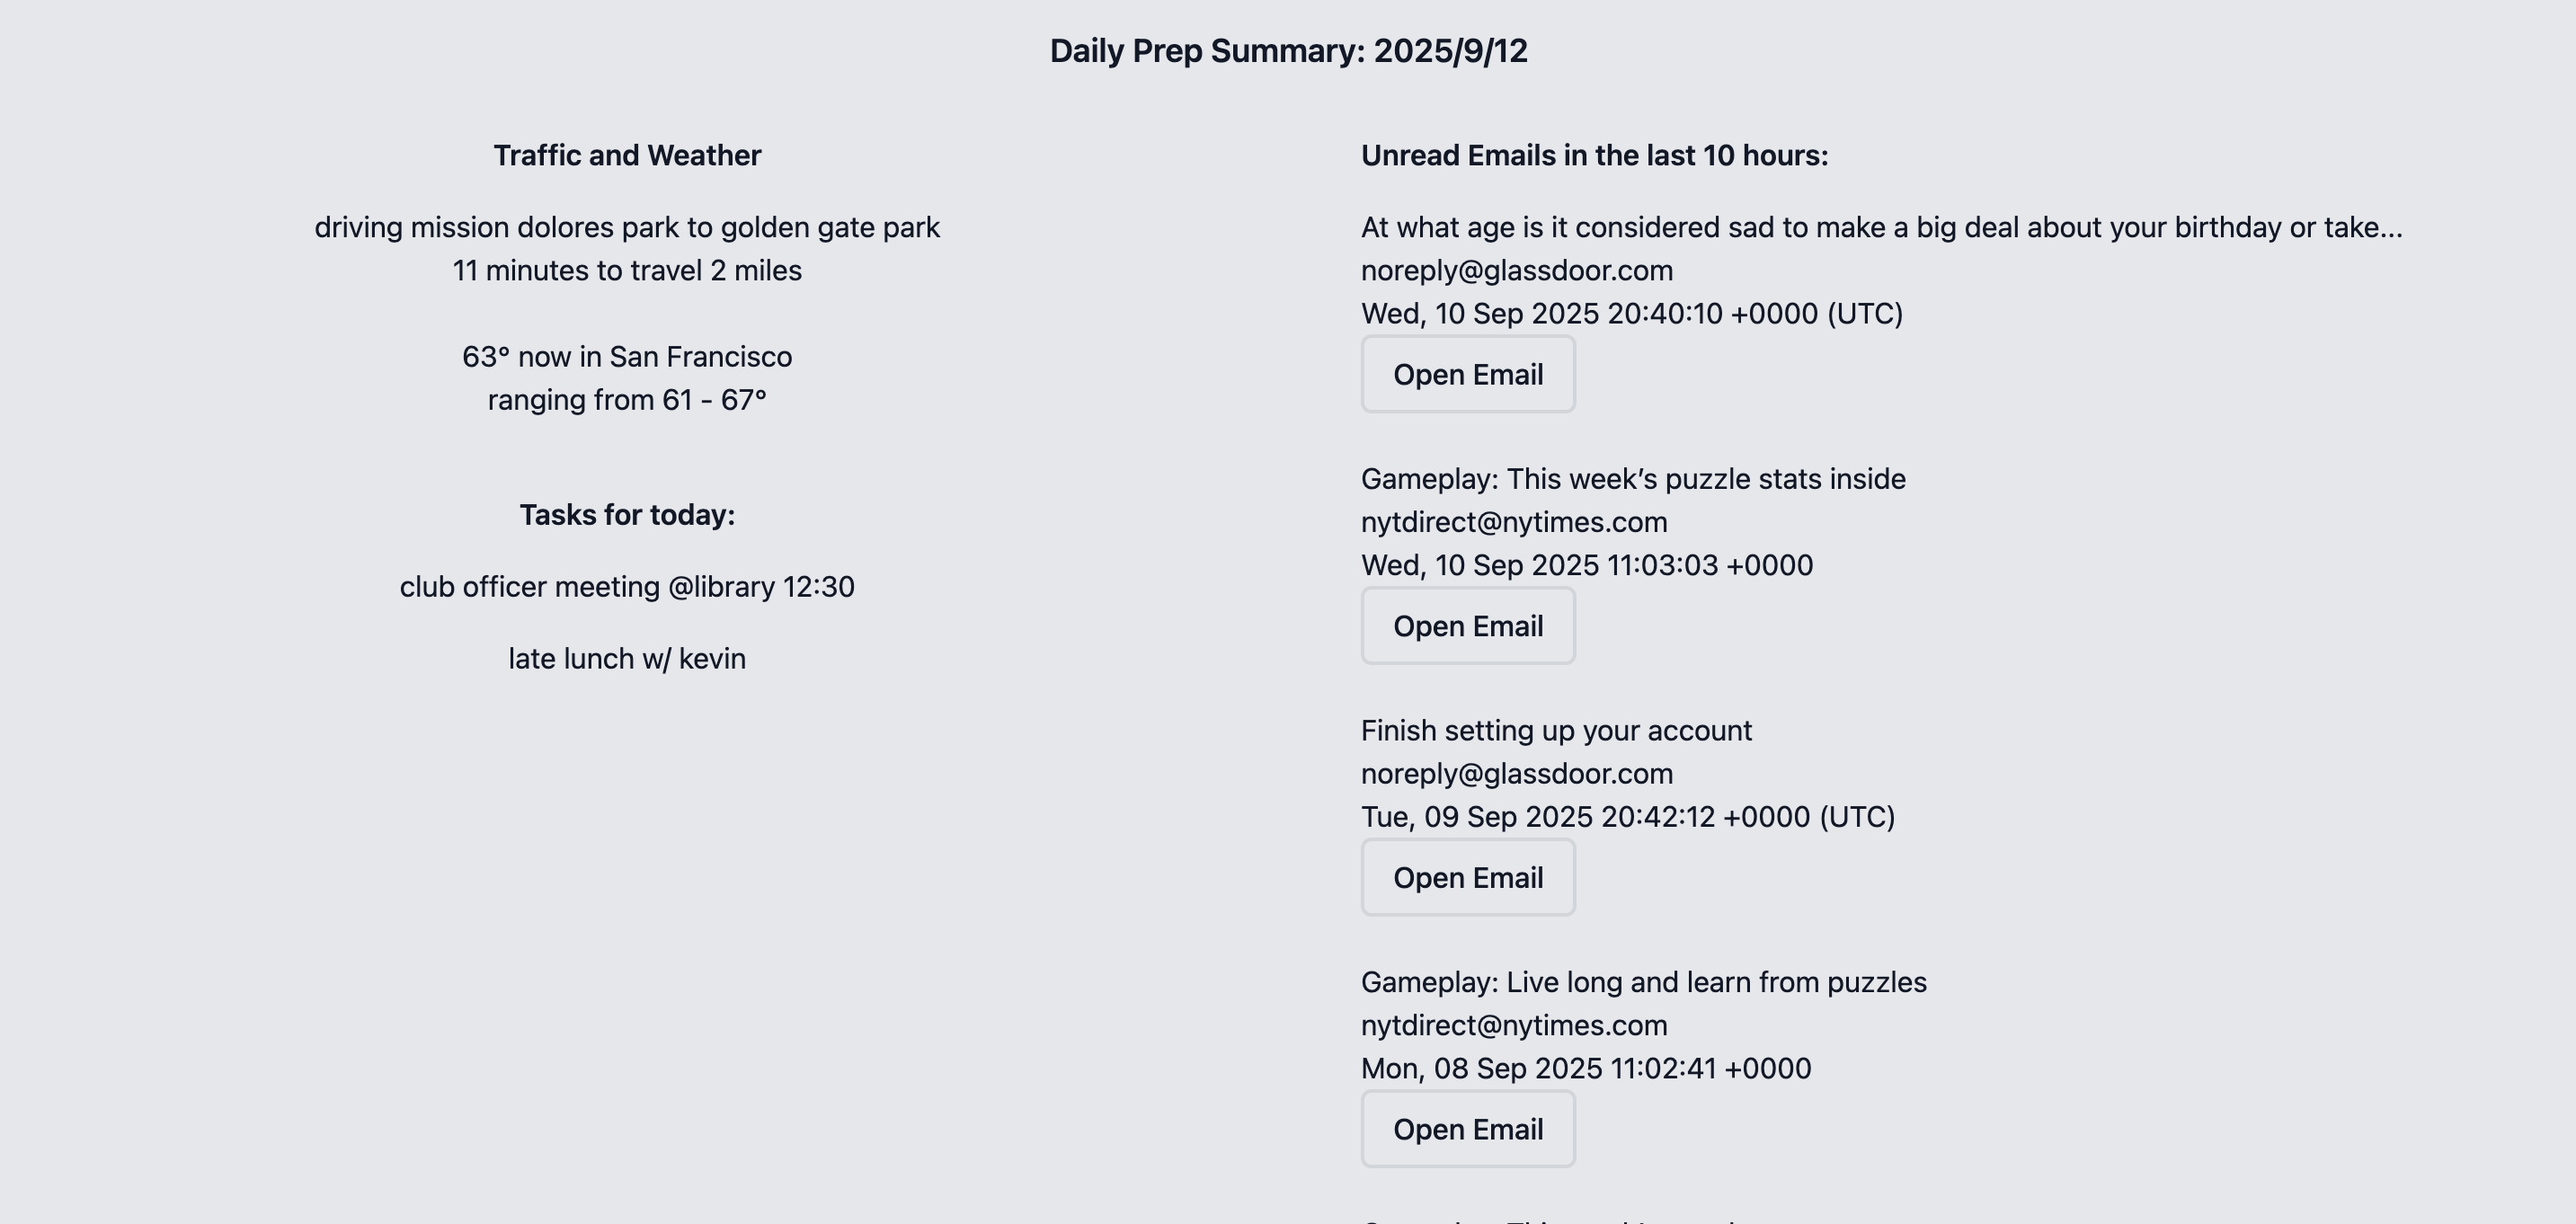 Daily Prep Summary: 2025/9/12
Traffic and Weather
driving mission dolores park to golden gate park
11 minutes to travel 2 miles
63° now in San Francisco
ranging from 61 - 67°
Tasks for today:
club officer meeting @library 12:30
late lunch w/ kevin
Unread Emails in the last 10 hours:
At what age is it considered sad to make a big deal about your birthday or take...
noreply@glassdoor.com
Wed, 10 Sep 2025 20:40:10 +0000 (UTC)
Open Email
Gameplay: This week’s puzzle stats inside
nytdirect@nytimes.com
Wed, 10 Sep 2025 11:03:03 +0000
Open Email
Finish setting up your account
noreply@glassdoor.com
Tue, 09 Sep 2025 20:42:12 +0000 (UTC)
Open Email
Gameplay: Live long and learn from puzzles
nytdirect@nytimes.com
Mon, 08 Sep 2025 11:02:41 +0000
Open Email